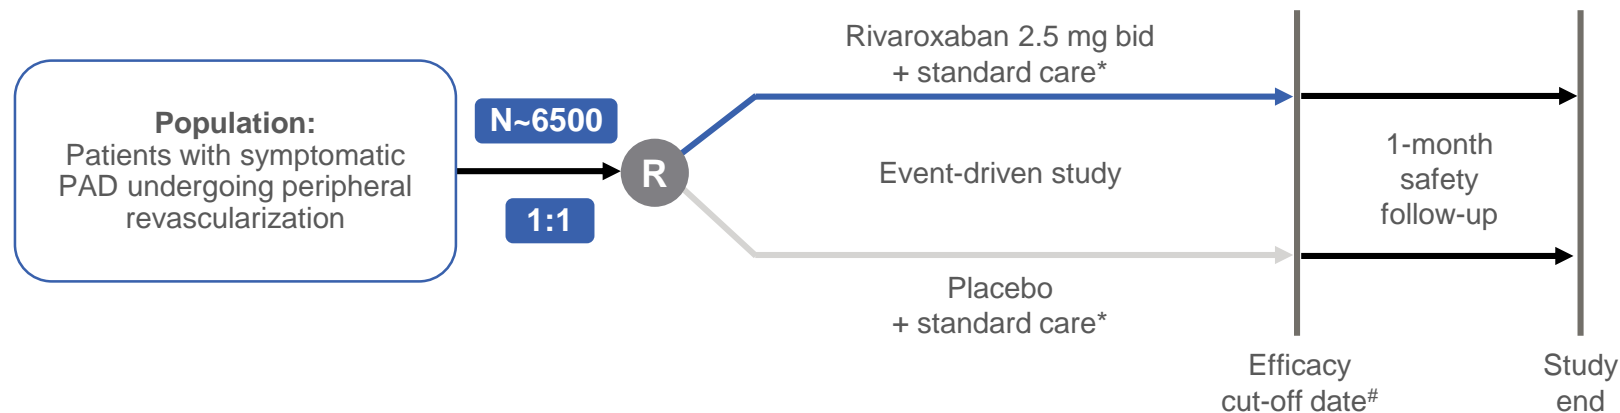 Population:
Patients with symptomatic
PAD undergoing peripheral
revascularization
N~6500
1:1
R
Rivaroxaban 2.5 mg bid
+ standard care*
Event-driven study
Placebo
+ standard care*
1-month
safety
follow-up
Efficacy
cut-off date#
Study
end